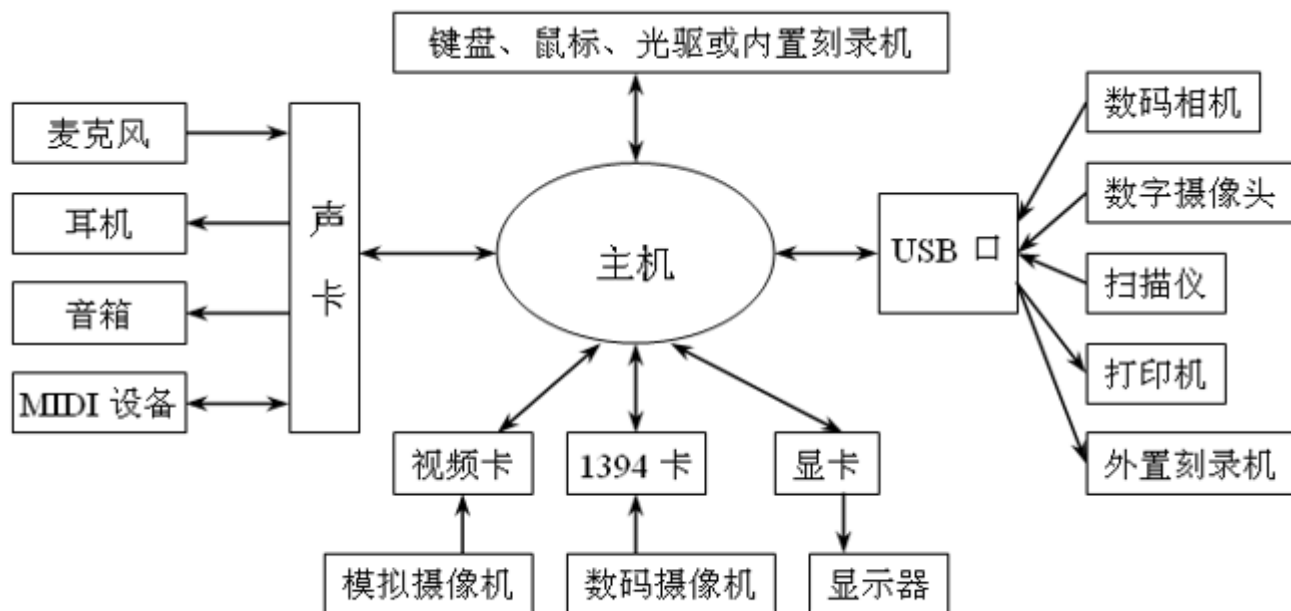 键盘、鼠标、光驱或内置刻录机
麦克风
耳机
音箱
MIDI 设备
声
卡
主机
USB 口
数码相机
数字摄像头
扫描仪
打印机
外置刻录机
视频卡
1394 卡
显卡
模拟摄像机
数码摄像机
显示器